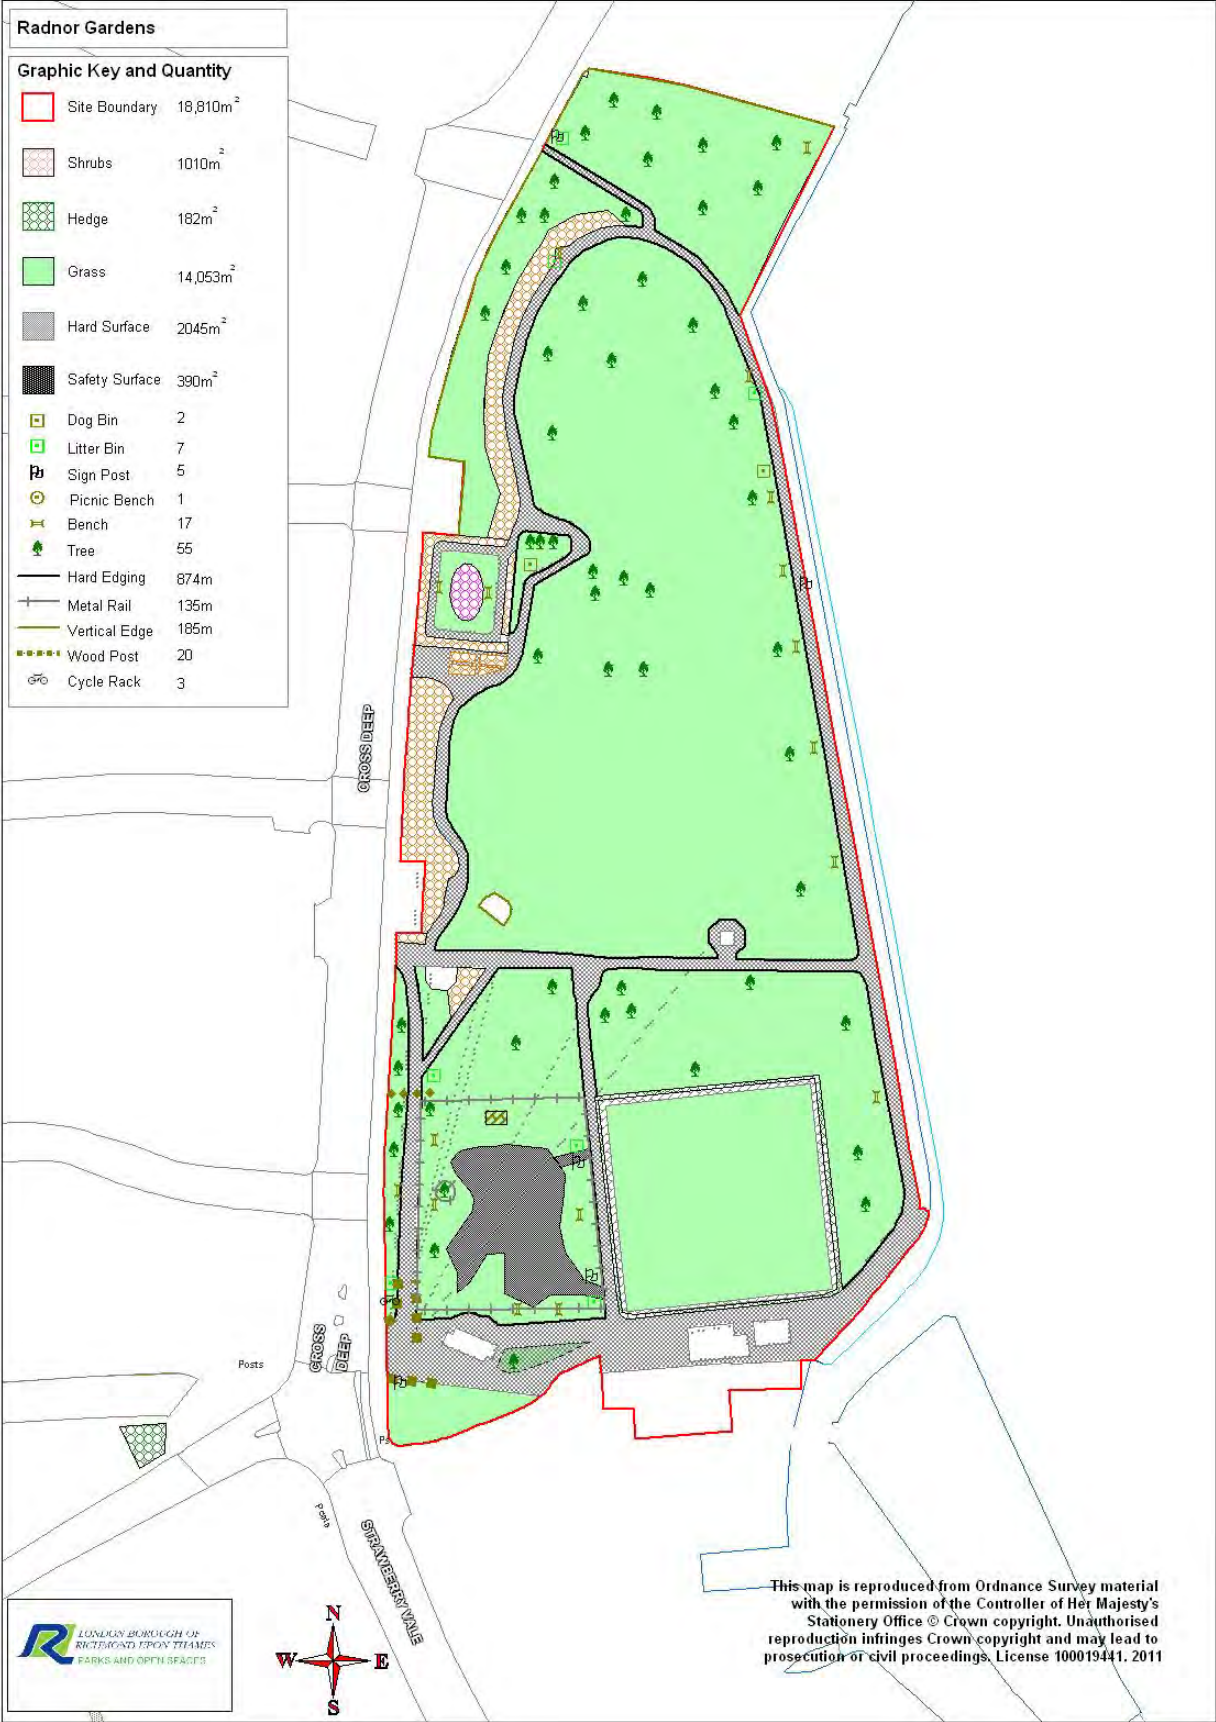 Radnor Gardens
Graphic Key and Quantity
Site Boundary 18,810m²
Shrubs 1010m²
Hedge 182m²
Grass 14,053m²
Hard Surface 2045m²
Safety Surface 390m²
Dog Bin 2
Litter Bin 7
Sign Post 5
Picnic Bench 1
Bench 17
Tree 55
Hard Edging 874m
Metal Rail 135m
Vertical Edge 185m
Wood Post 20
Cycle Rack 3
CROSS DEEP
CROSS
DEEP
Posts
Ps
Posts
STRAWBERRY VALE
LONDON BOROUGH OF
RICHMOND UPON THAMES
PARKS AND OPEN SPACES
N
W E
S
This map is reproduced from Ordnance Survey material
with the permission of the Controller of Her Majesty's
Stationery Office © Crown copyright. Unauthorised
reproduction infringes Crown copyright and may lead to
prosecution or civil proceedings. License 100019441. 2011